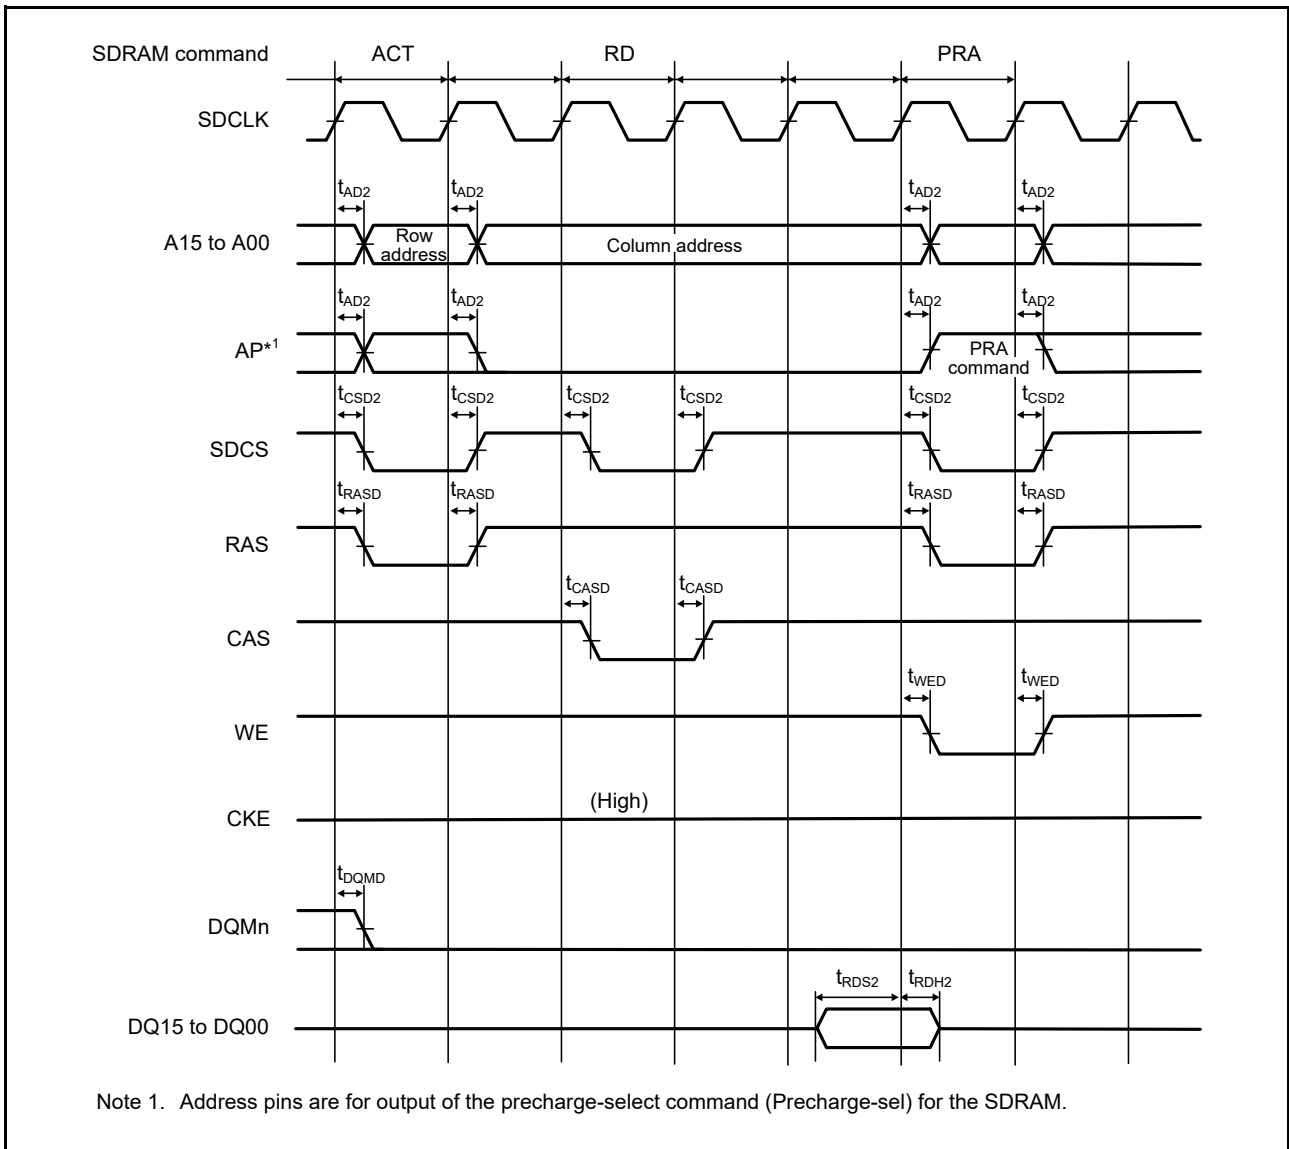 SDRAM command ACT RD PRA
SDCLK
tAD2 tAD2 tAD2 tAD2
A15 to A00 Row address Column address
tAD2 tAD2 tAD2 tAD2
AP*1 PRA command
tCSD2 tCSD2 tCSD2 tCSD2 tCSD2 tCSD2
SDCS
tRASD tRASD tRASD tRASD
RAS
tCASD tCASD
CAS
tWED tWED
WE
(High)
CKE
tDQMD
DQMn
tRDS2 tRDH2
DQ15 to DQ00
Note 1. Address pins are for output of the precharge-select command (Precharge-sel) for the SDRAM.